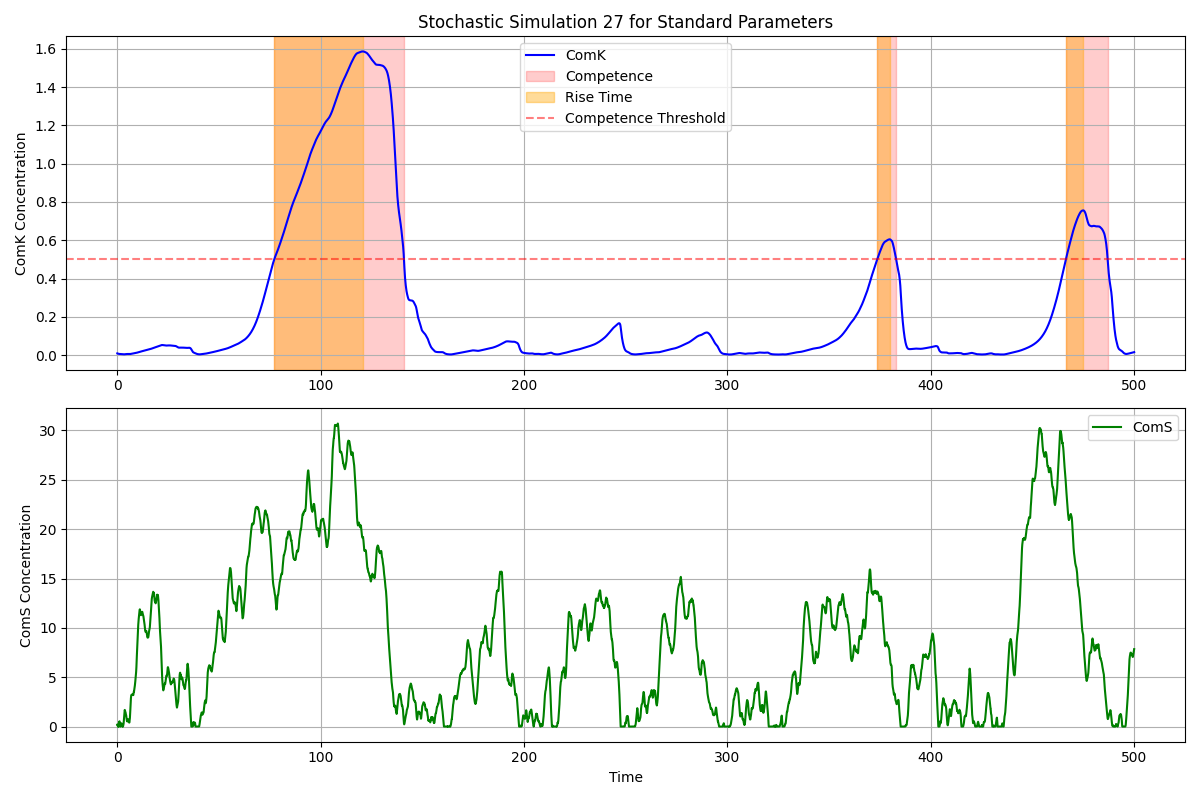 Stochastic Simulation 27 for Standard Parameters
ComK Concentration
1.6
1.4
1.2
1.0
0.8
0.6
0.4
0.2
0.0
ComK
Competence
Rise Time
Competence Threshold
0 100 200 300 400 500
ComS Concentration
30
25
20
15
10
5
0
ComS
0 100 200 300 400 500
Time